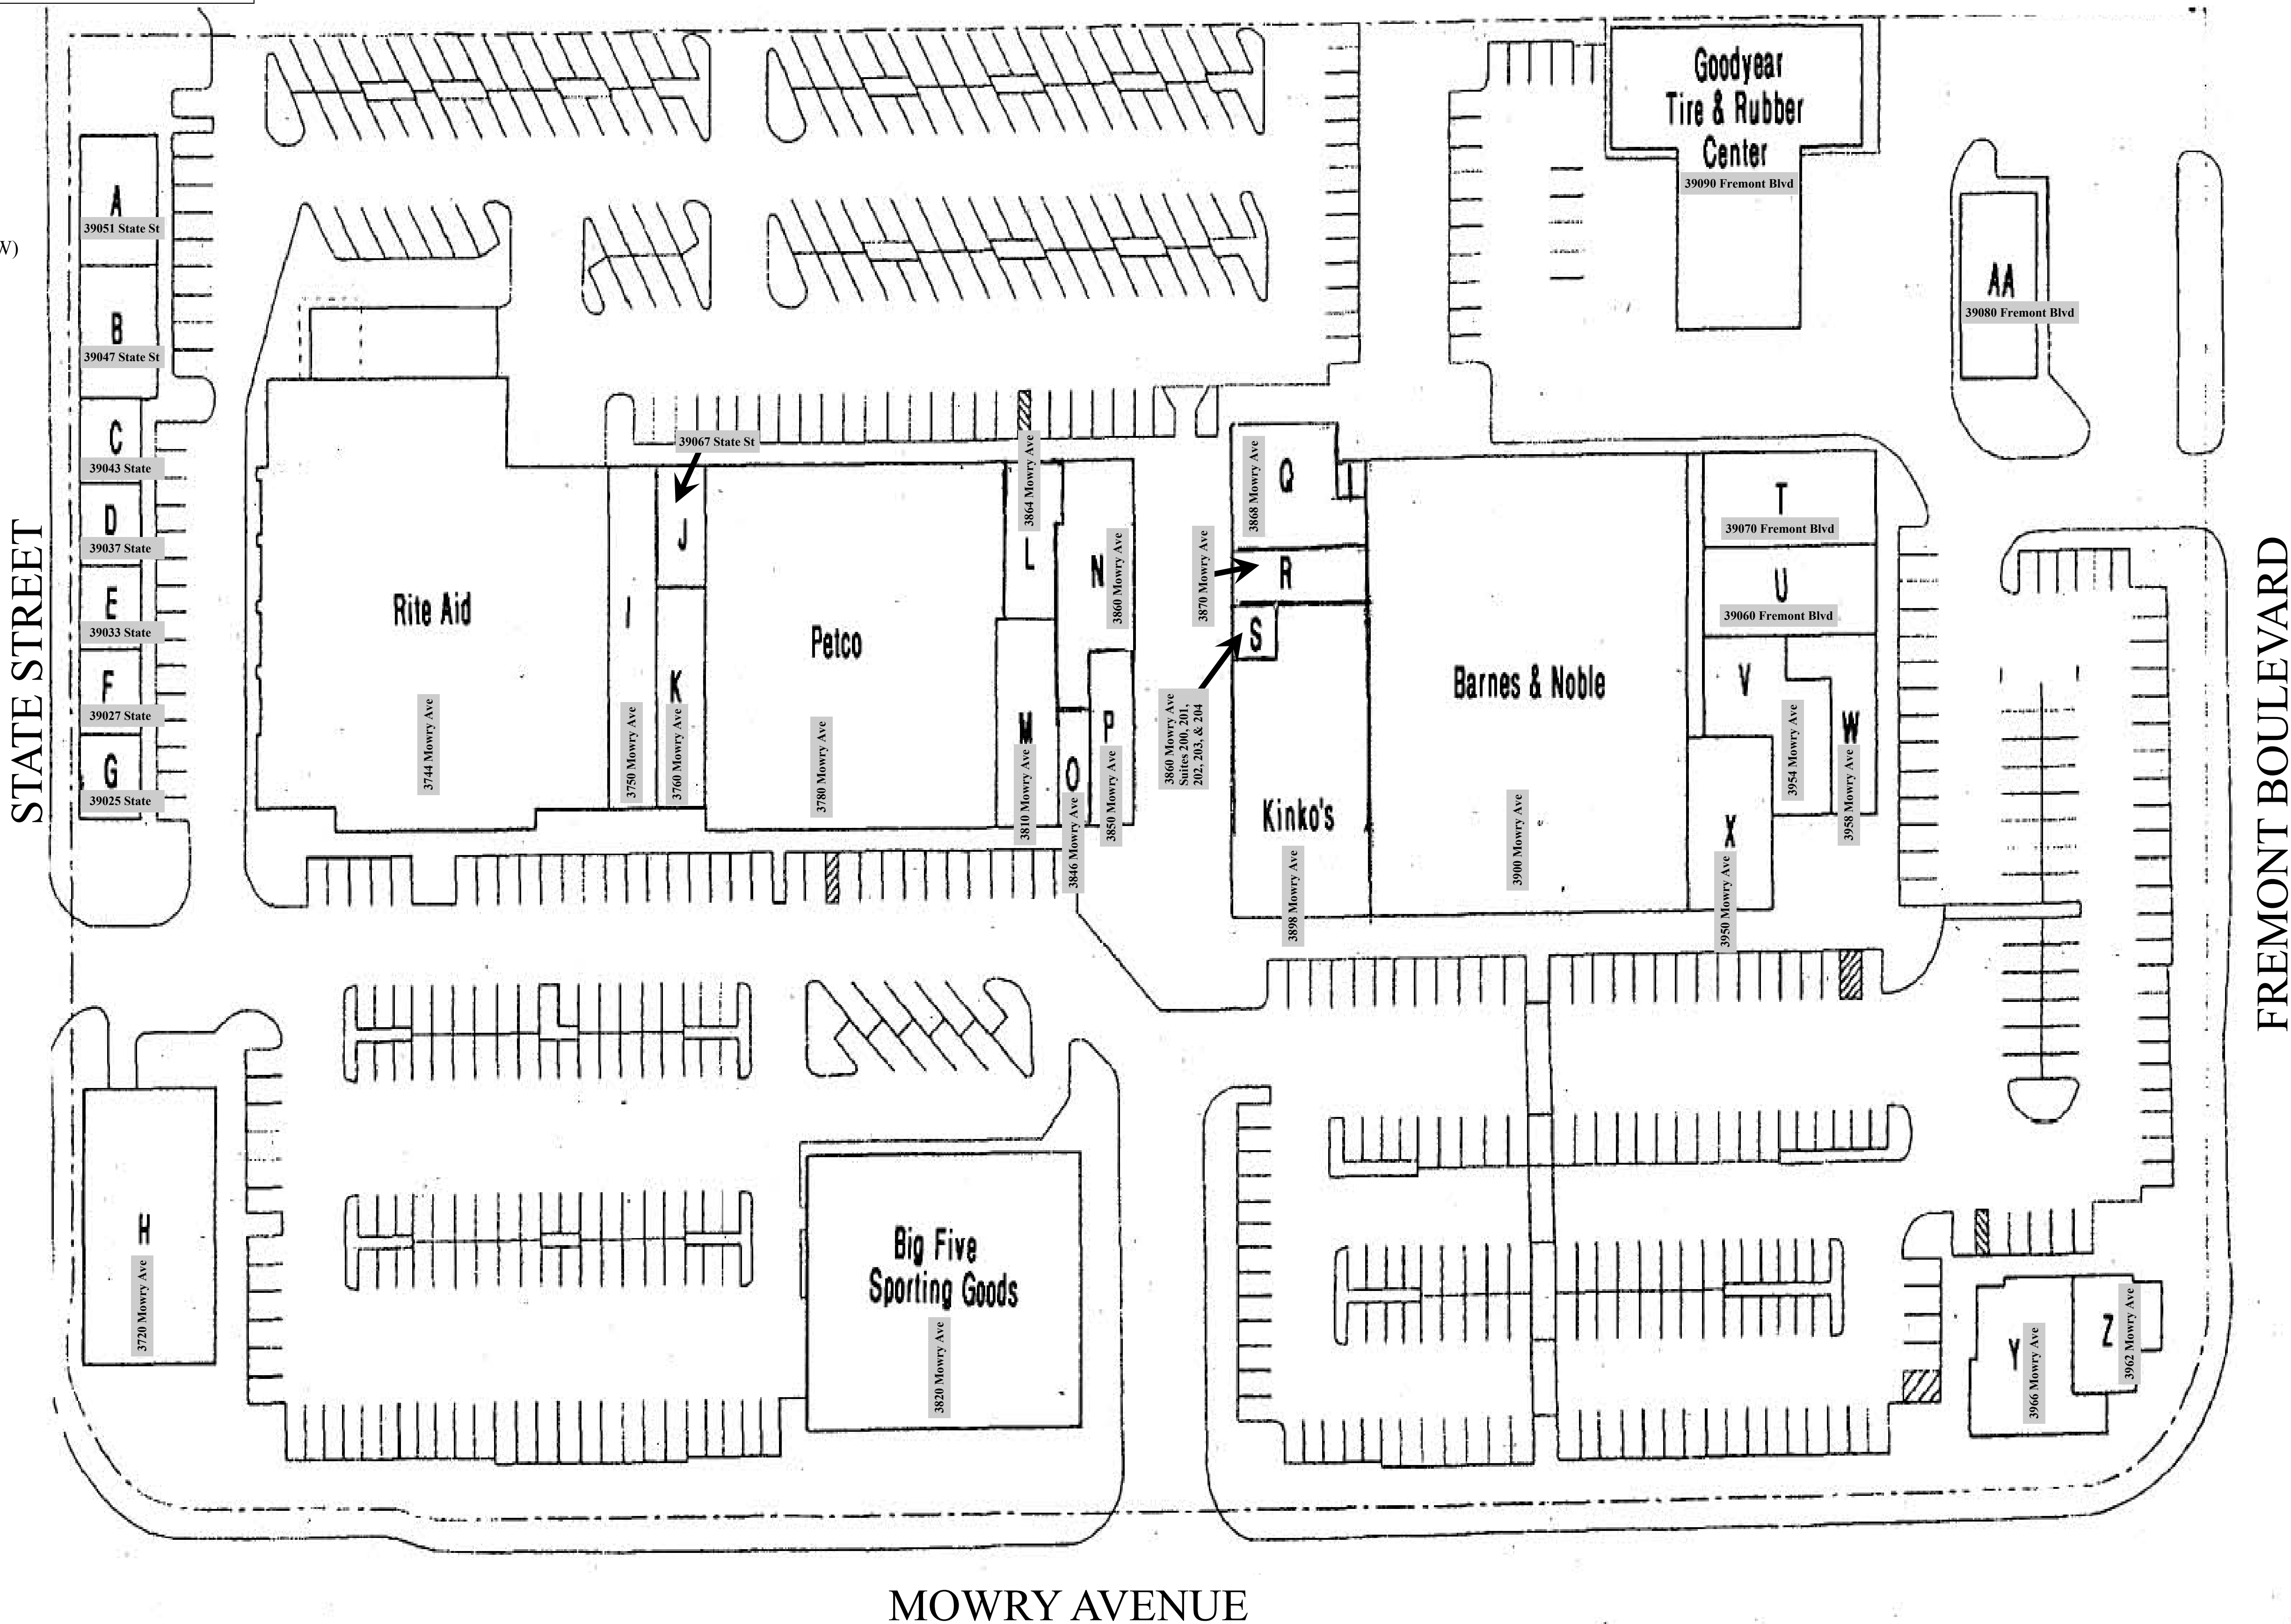 W)
Goodyear
Tire & Rubber
Center
39090 Fremont Blvd
A
39051 State St
B
39047 State St
AA
39080 Fremont Blvd
C
39043 State
D
39037 State
E
39033 State
F
39027 State
G
39025 State
STATE STREET
Rite Aid
3744 Mowry Ave
I
3750 Mowry Ave
39067 State St
J
K
3760 Mowry Ave
Petco
3780 Mowry Ave
3864 Mowry Ave
L
M
3810 Mowry Ave
N
3860 Mowry Ave
O
3846 Mowry Ave
P
3850 Mowry Ave
3868 Mowry Ave
Q
3870 Mowry Ave
R
S
3860 Mowry Ave
Suites 200, 201,
202, 203, & 204
Kinko's
3898 Mowry Ave
Barnes & Noble
3900 Mowry Ave
T
39070 Fremont Blvd
U
39060 Fremont Blvd
V
3954 Mowry Ave
W
3958 Mowry Ave
X
3950 Mowry Ave
FREMONT BOULEVARD
H
3720 Mowry Ave
Big Five
Sporting Goods
3820 Mowry Ave
Y
3966 Mowry Ave
Z
3962 Mowry Ave
MOWRY AVENUE